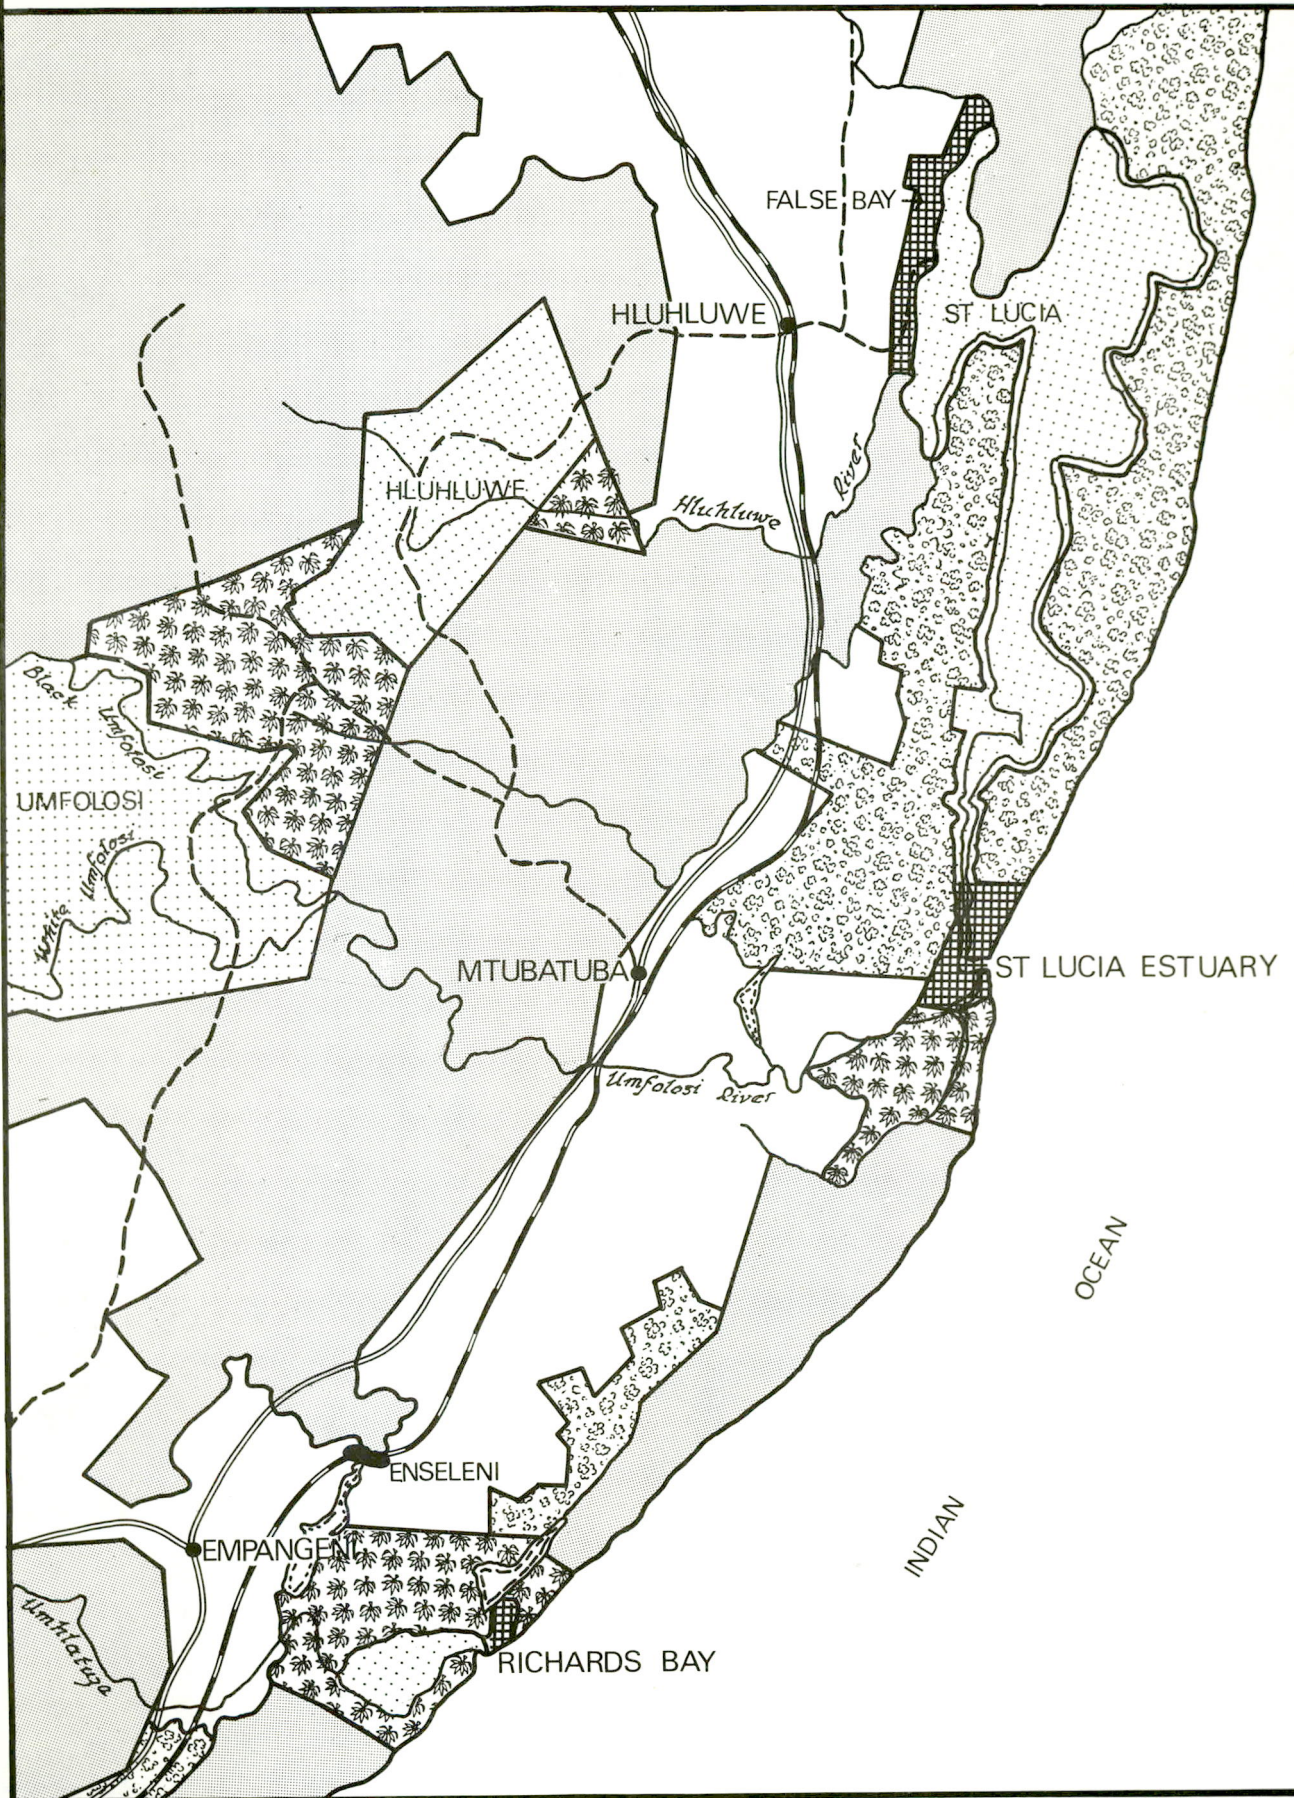 FALSE BAY
HLUHLUWE
ST LUCIA
HLUHLUWE
Hluhluwe
River
Black
Umfolosi
UMFOLOSI
White Umfolosi
MTUBATUBA
ST LUCIA ESTUARY
Umfolosi River
OCEAN
INDIAN
ENSELENI
EMPANGENI
Umhlatuza
RICHARDS BAY